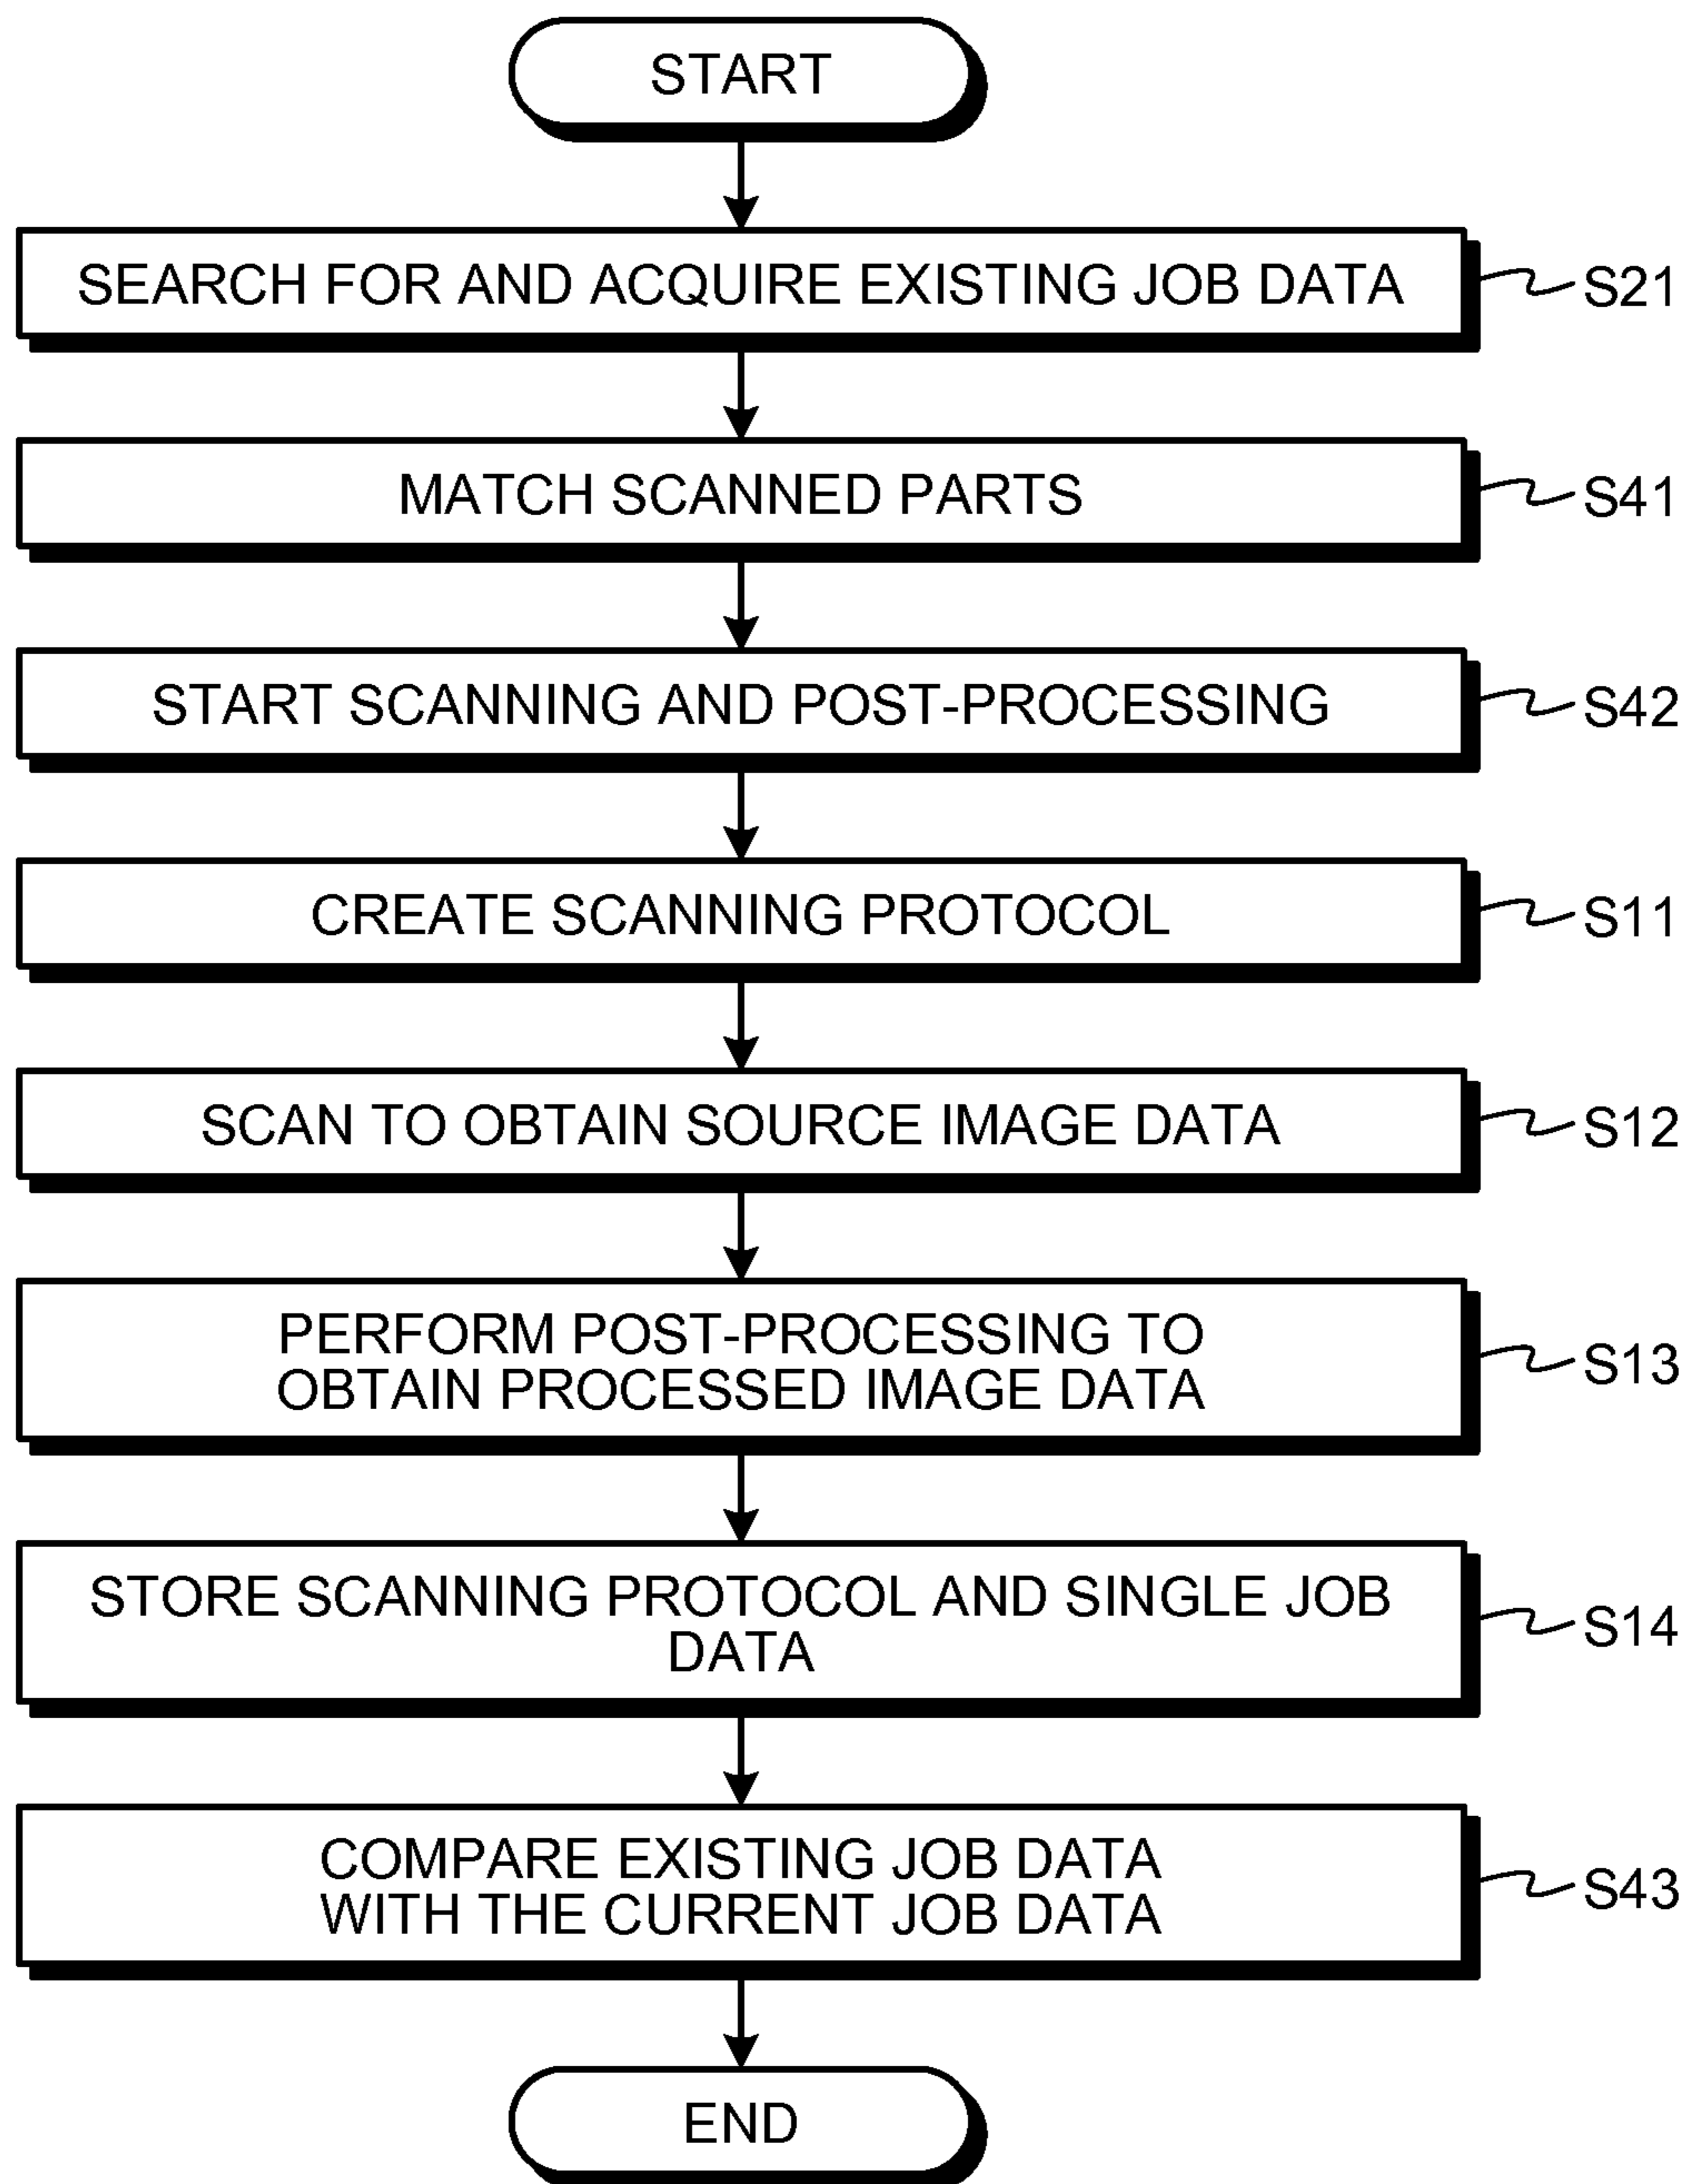 START
SEARCH FOR AND ACQUIRE EXISTING JOB DATA
S21
MATCH SCANNED PARTS
S41
START SCANNING AND POST-PROCESSING
S42
CREATE SCANNING PROTOCOL
S11
SCAN TO OBTAIN SOURCE IMAGE DATA
S12
PERFORM POST-PROCESSING TO
OBTAIN PROCESSED IMAGE DATA
S13
STORE SCANNING PROTOCOL AND SINGLE JOB
DATA
S14
COMPARE EXISTING JOB DATA
WITH THE CURRENT JOB DATA
S43
END